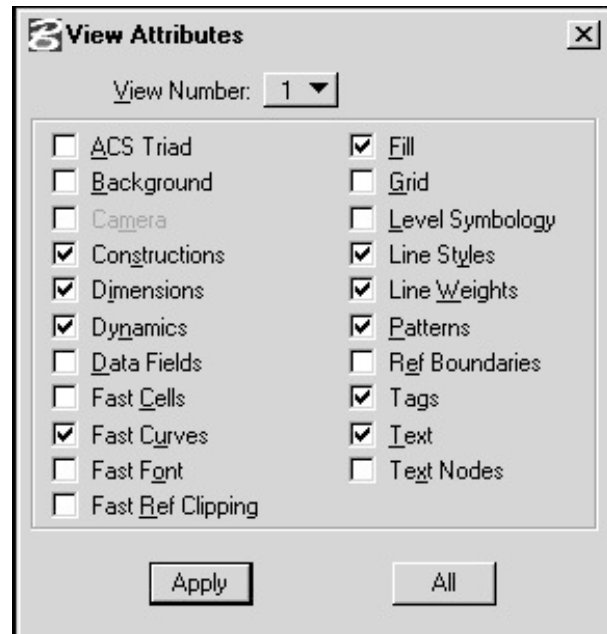 View Attributes
View Number: 1
ACS Triad
Background
Camera
Constructions
Dimensions
Dynamics
Data Fields
Fast Cells
Fast Curves
Fast Font
Fast Ref Clipping
Fill
Grid
Level Symbology
Line Styles
Line Weights
Patterns
Ref Boundaries
Tags
Text
Text Nodes
Apply
All